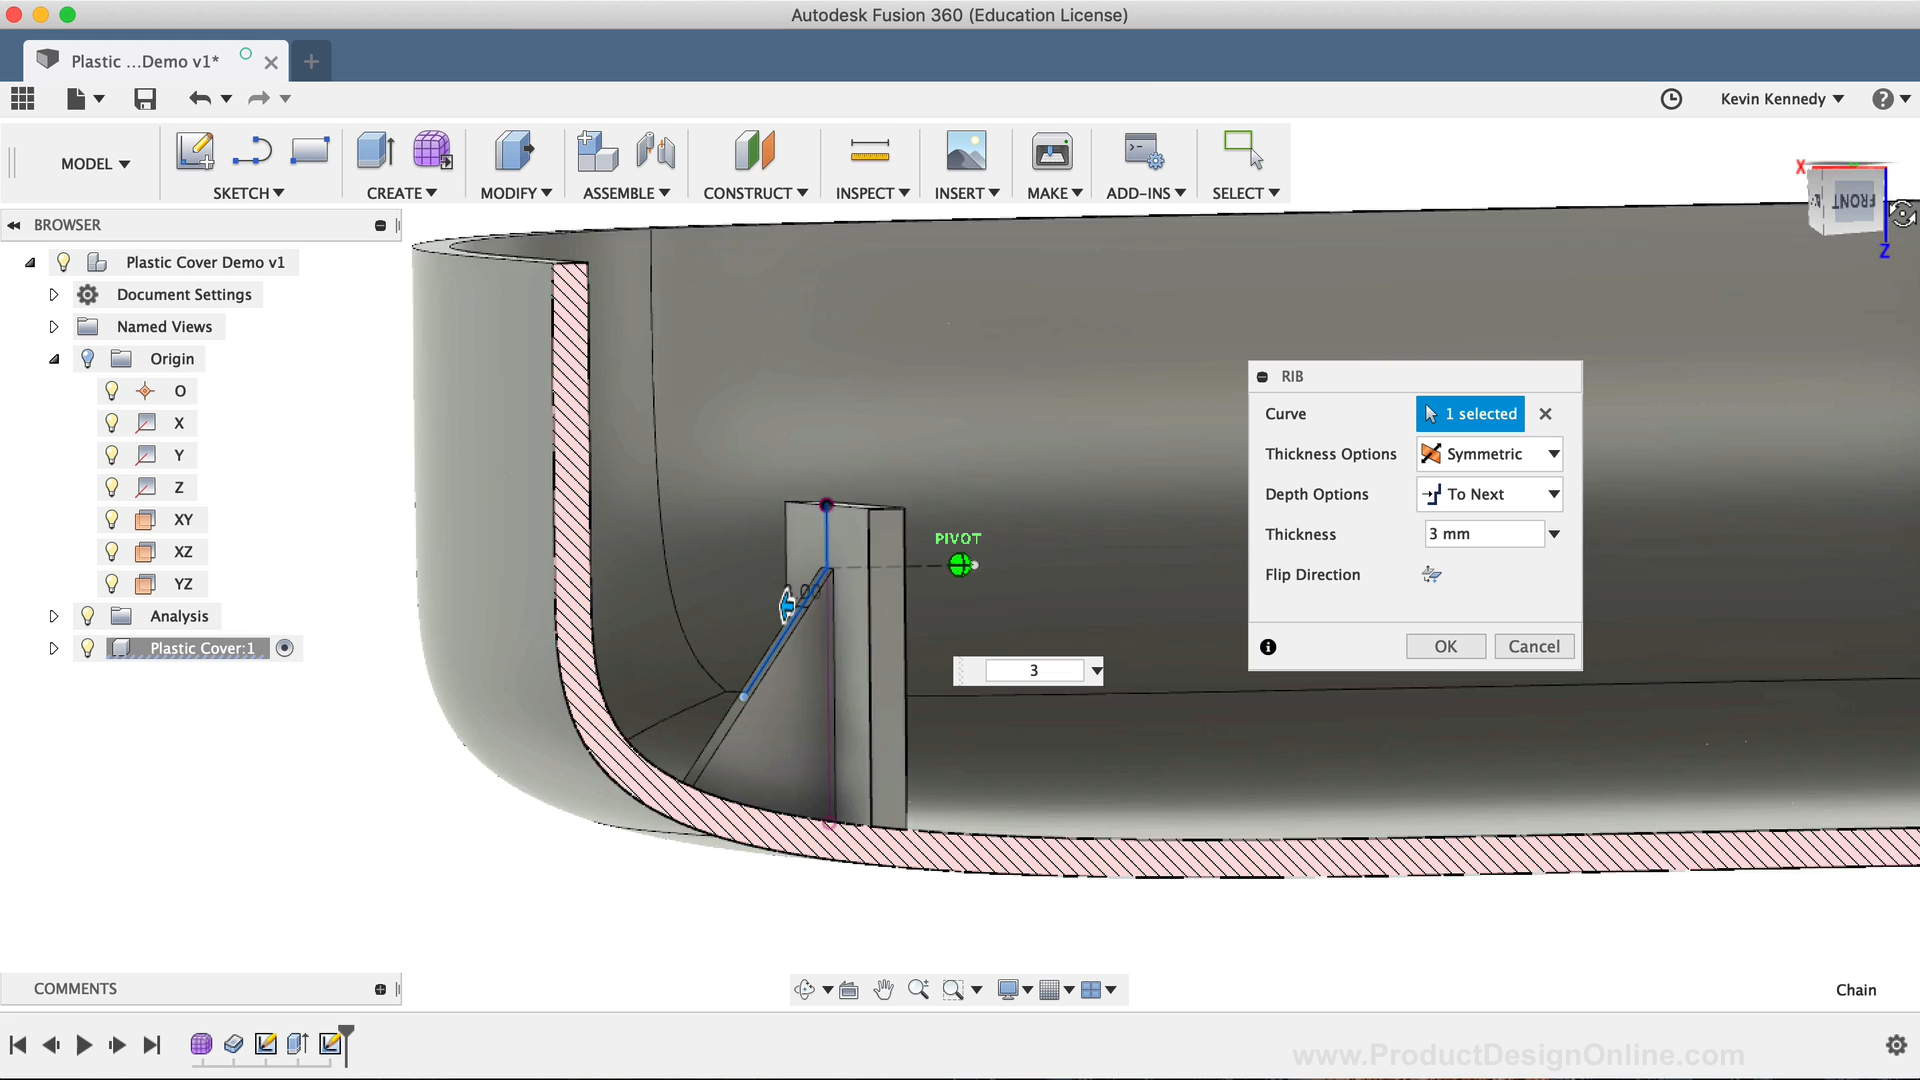 Autodesk Fusion 360 (Education License)
Plastic ...Demo v1*
Kevin Kennedy
MODEL
SKETCH
CREATE
MODIFY
ASSEMBLE
CONSTRUCT
INSPECT
INSERT
MAKE
ADD-INS
SELECT
X
FRONT
Z
BROWSER
Plastic Cover Demo v1
Document Settings
Named Views
Origin
O
X
Y
Z
XY
XZ
YZ
Analysis
Plastic Cover:1
PIVOT
3
RIB
Curve 1 selected
Thickness Options Symmetric
Depth Options To Next
Thickness 3 mm
Flip Direction
OK Cancel
COMMENTS
Chain
www.ProductDesignOnline.com